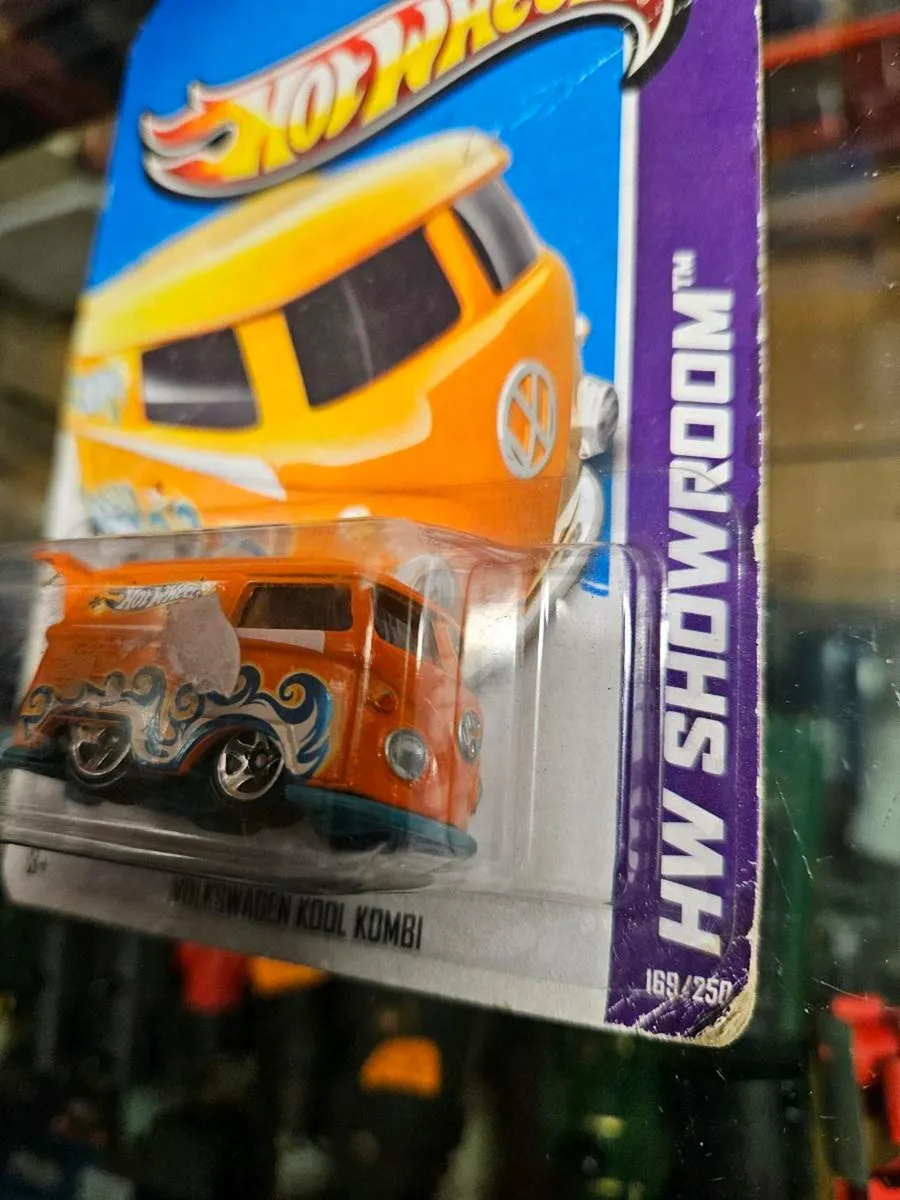 HOT WHEELS
HOT WHEELS
VOLKSWAGEN KOOL KOMBI
HW SHOWROOM™
169/250